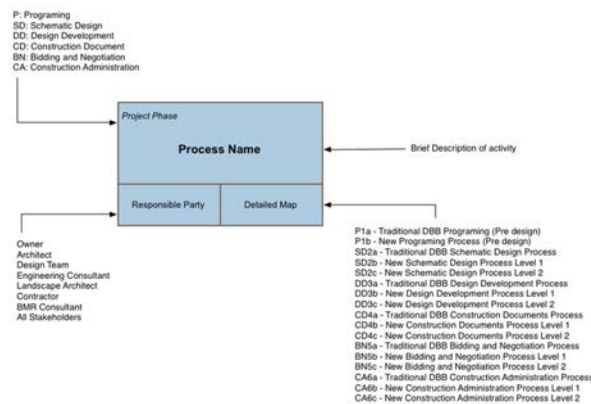 P: Programing
SD: Schematic Design
DD: Design Development
CD: Construction Document
BN: Bidding and Negotiation
CA: Construction Administration
Project Phase
Process Name
Brief Description of activity
Responsible Party
Detailed Map
Owner
Architect
Design Team
Engineering Consultant
Landscape Architect
Contractor
BMR Consultant
All Stakeholders
P1a - Traditional DBB Programing (Pre design)
P1b - New Programing Process (Pre design)
SD2a - Traditional DBB Schematic Design Process
SD2b - New Schematic Design Process Level 1
SD2c - New Schematic Design Process Level 2
DD3a - Traditional DBB Design Development Process
DD3b - New Design Development Process Level 1
DD3c - New Design Development Process Level 2
CD4a - Traditional DBB Construction Documents Process
CD4b - New Construction Documents Process Level 1
CD4c - New Construction Documents Process Level 2
BN5a - Traditional DBB Bidding and Negotiation Process
BN5b - New Bidding and Negotiation Process Level 1
BN5c - New Bidding and Negotiation Process Level 2
CA6a - Traditional DBB Construction Administration Process
CA6b - New Construction Administration Process Level 1
CA6c - New Construction Administration Process Level 2